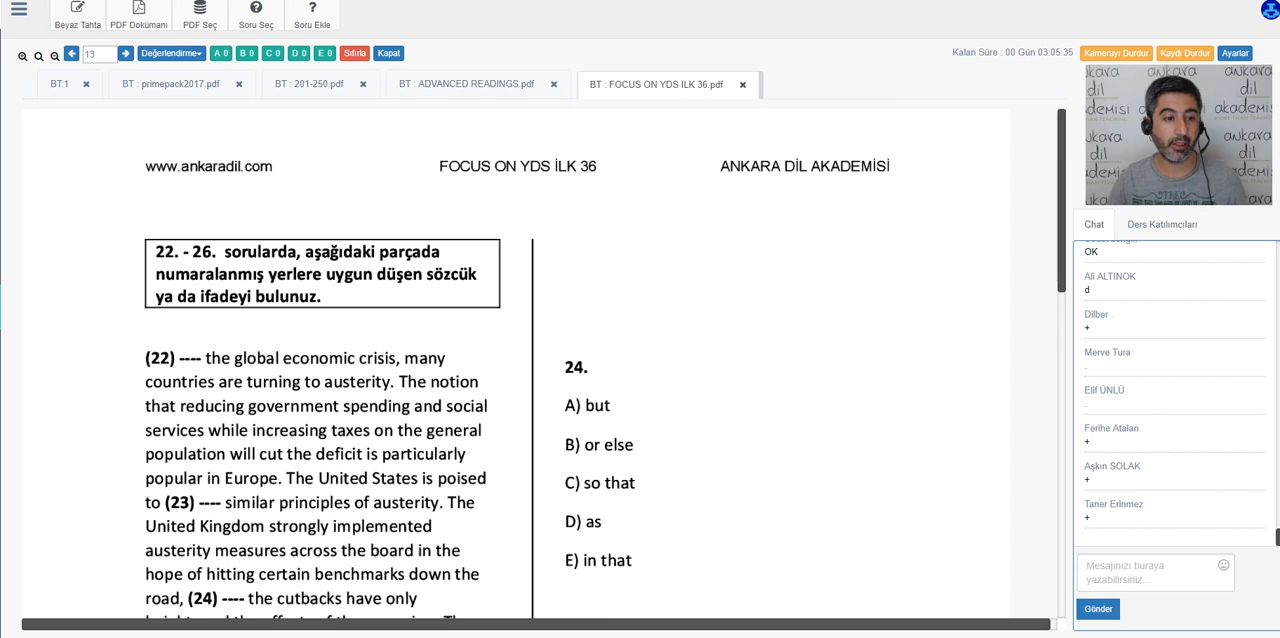 Beyaz Tahta
PDF Dokümanı
PDF Seç
Soru Seç
Soru Ekle
13
Değerlendirme
A 0
B 0
C 0
D 0
E 0
Sıfırla
Kapat
Kalan Süre : 00 Gün 03:05:35
Kamerayı Durdur
Kaydı Durdur
Ayarlar
BT.1
BT : primepack2017.pdf
BT : 201-250.pdf
BT : ADVANCED READINGS.pdf
BT : FOCUS ON YDS ILK 36.pdf
www.ankaradil.com
FOCUS ON YDS İLK 36
ANKARA DİL AKADEMİSİ
22. - 26. sorularda, aşağıdaki parçada
numaralanmış yerlere uygun düşen sözcük
ya da ifadeyi bulunuz.
(22) ---- the global economic crisis, many
countries are turning to austerity. The notion
that reducing government spending and social
services while increasing taxes on the general
population will cut the deficit is particularly
popular in Europe. The United States is poised
to (23) ---- similar principles of austerity. The
United Kingdom strongly implemented
austerity measures across the board in the
hope of hitting certain benchmarks down the
road, (24) ---- the cutbacks have only
24.
A) but
B) or else
C) so that
D) as
E) in that
ankara
dil
akademisi
Chat
Ders Katılımcıları
OK
Ali ALTINOK
d
Dilber .
+
Merve Tura
.
Elif ÜNLÜ
.
Ferihe Atalan
+
Aşkın SOLAK
+
Taner Erinmez
+
Mesajınızı buraya
yazabilirsiniz...
Gönder